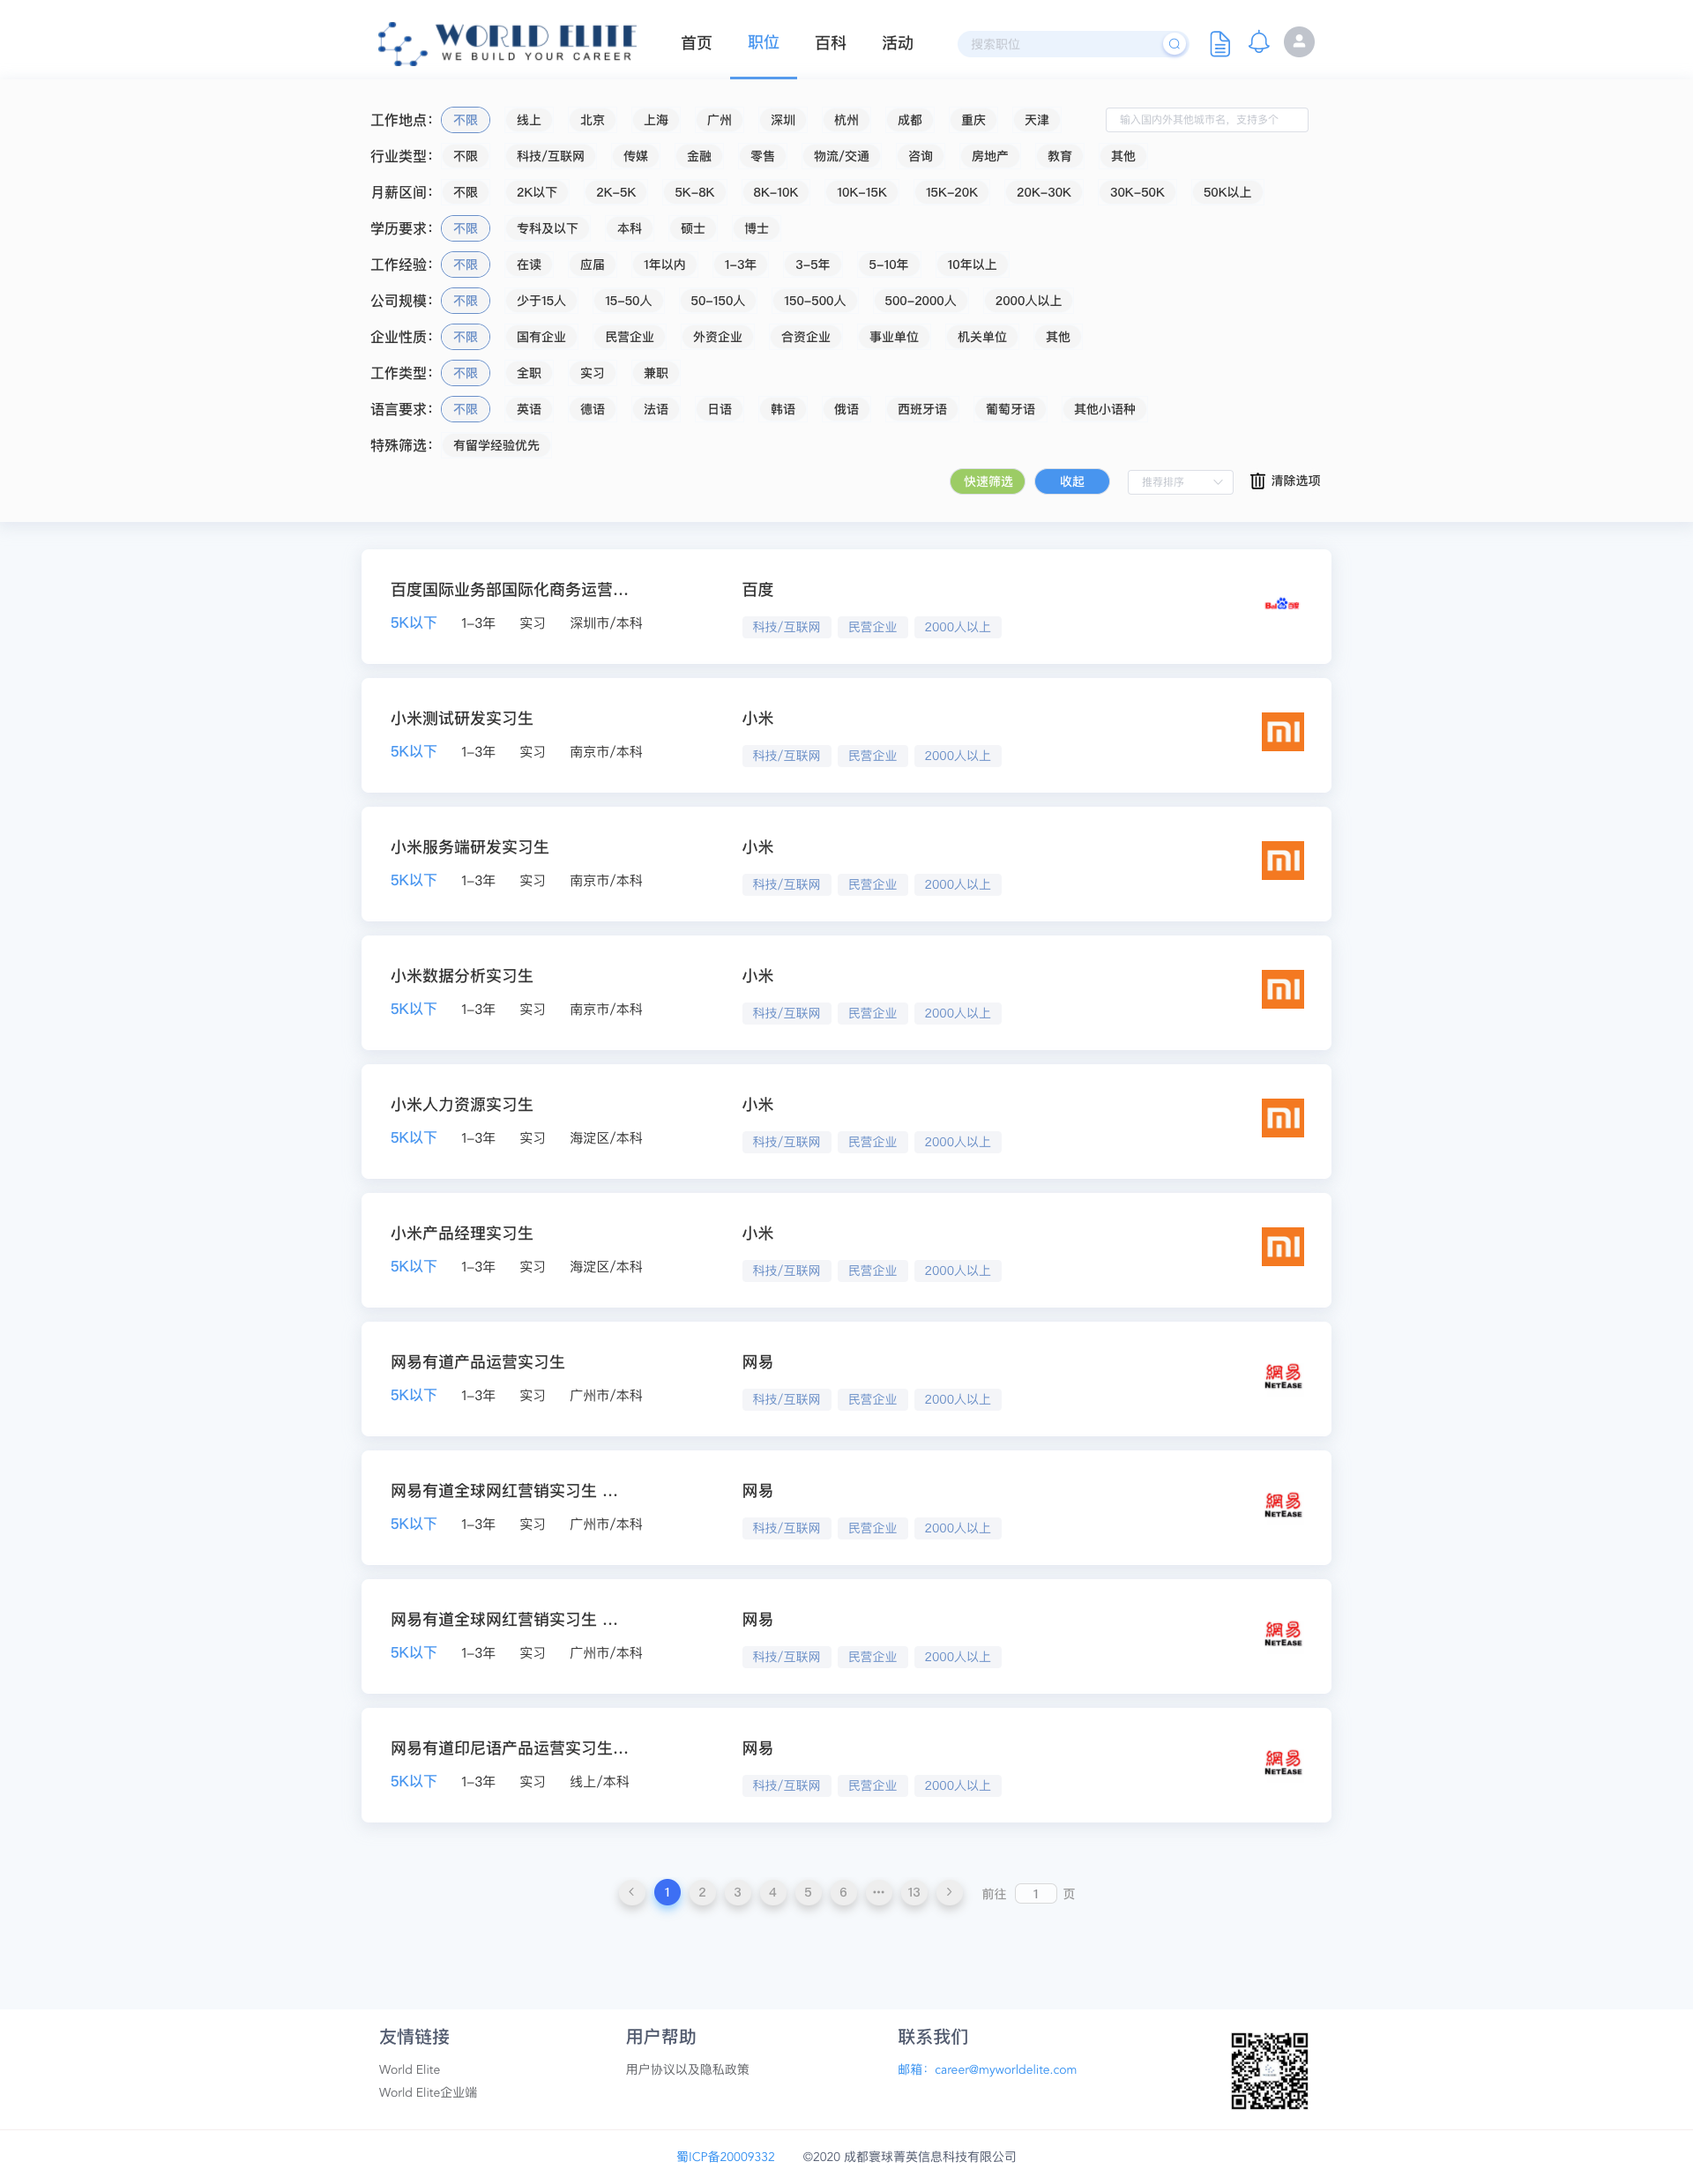 WORLD ELITE
WE BUILD YOUR CAREER
首页 职位 百科 活动 搜索职位
工作地点： 不限 线上 北京 上海 广州 深圳 杭州 成都 重庆 天津 输入国内外其他城市名，支持多个
行业类型： 不限 科技/互联网 传媒 金融 零售 物流/交通 咨询 房地产 教育 其他
月薪区间： 不限 2K以下 2K-5K 5K-8K 8K-10K 10K-15K 15K-20K 20K-30K 30K-50K 50K以上
学历要求： 不限 专科及以下 本科 硕士 博士
工作经验： 不限 在读 应届 1年以内 1-3年 3-5年 5-10年 10年以上
公司规模： 不限 少于15人 15-50人 50-150人 150-500人 500-2000人 2000人以上
企业性质： 不限 国有企业 民营企业 外资企业 合资企业 事业单位 机关单位 其他
工作类型： 不限 全职 实习 兼职
语言要求： 不限 英语 德语 法语 日语 韩语 俄语 西班牙语 葡萄牙语 其他小语种
特殊筛选： 有留学经验优先
快速筛选 收起 推荐排序 清除选项
百度国际业务部国际化商务运营... 百度
Bai 百度
5K以下 1-3年 实习 深圳市/本科 科技/互联网 民营企业 2000人以上
小米测试研发实习生 小米
mi
5K以下 1-3年 实习 南京市/本科 科技/互联网 民营企业 2000人以上
小米服务端研发实习生 小米
mi
5K以下 1-3年 实习 南京市/本科 科技/互联网 民营企业 2000人以上
小米数据分析实习生 小米
mi
5K以下 1-3年 实习 南京市/本科 科技/互联网 民营企业 2000人以上
小米人力资源实习生 小米
mi
5K以下 1-3年 实习 海淀区/本科 科技/互联网 民营企业 2000人以上
小米产品经理实习生 小米
mi
5K以下 1-3年 实习 海淀区/本科 科技/互联网 民营企业 2000人以上
网易有道产品运营实习生 网易
網易
NETEASE
5K以下 1-3年 实习 广州市/本科 科技/互联网 民营企业 2000人以上
网易有道全球网红营销实习生 ... 网易
網易
NETEASE
5K以下 1-3年 实习 广州市/本科 科技/互联网 民营企业 2000人以上
网易有道全球网红营销实习生 ... 网易
網易
NETEASE
5K以下 1-3年 实习 广州市/本科 科技/互联网 民营企业 2000人以上
网易有道印尼语产品运营实习生... 网易
網易
NETEASE
5K以下 1-3年 实习 线上/本科 科技/互联网 民营企业 2000人以上
1 2 3 4 5 6 ••• 13 前往 1 页
友情链接 用户帮助 联系我们
World Elite 用户协议以及隐私政策 邮箱：career@myworldelite.com
World Elite企业端
蜀ICP备20009332 ©2020 成都寰球菁英信息科技有限公司